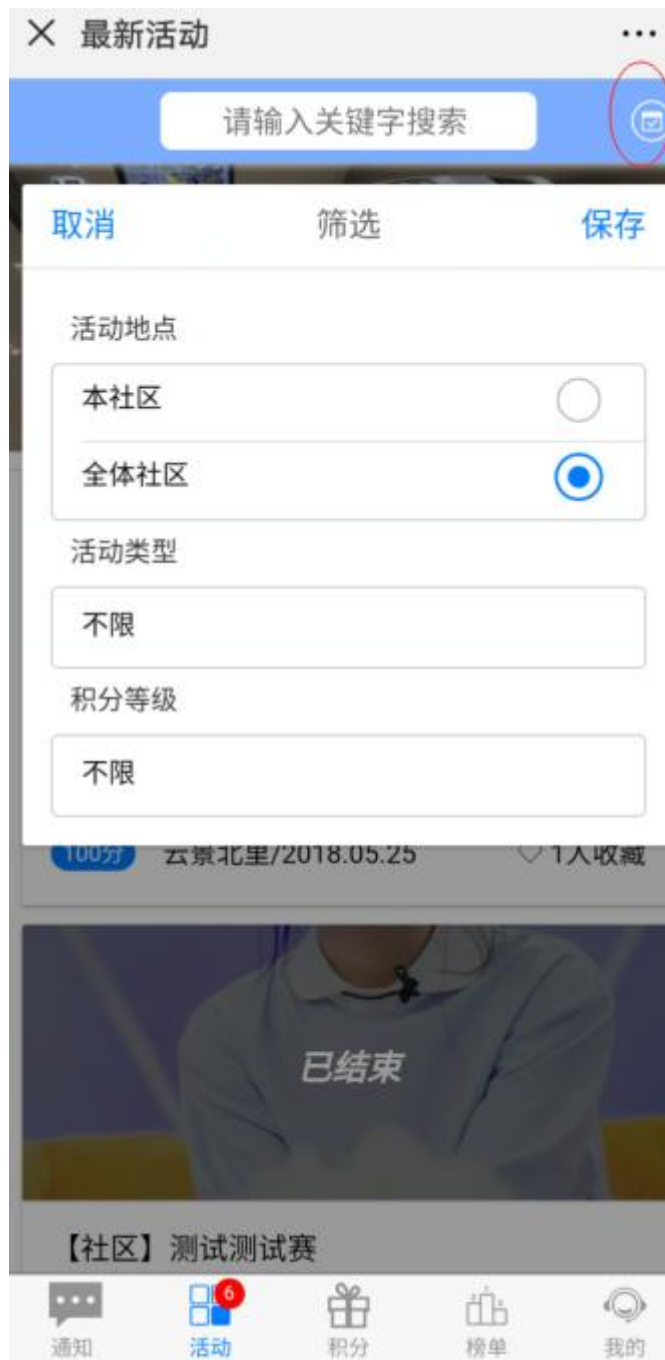 最新活动
请输入关键字搜索
取消 筛选 保存
活动地点
本社区
全体社区
活动类型
不限
积分等级
不限
100分 云景北里/2018.05.25 1人收藏
已结束
【社区】测试测试赛
6
通知 活动 积分 榜单 我的